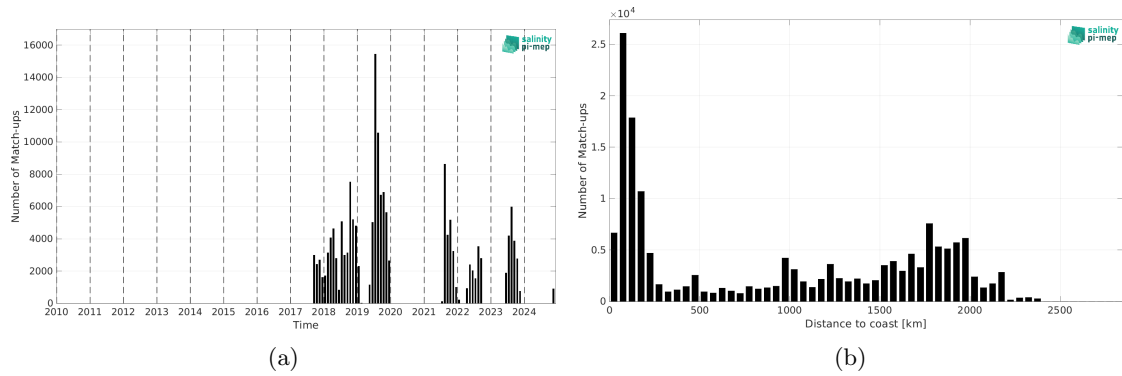 salinity
pi-mep
Number of Match-ups
16000
14000
12000
10000
8000
6000
4000
2000
0
2010 2011 2012 2013 2014 2015 2016 2017 2018 2019 2020 2021 2022 2023 2024
Time
(a)
×10⁴
salinity
pi-mep
Number of Match-ups
2.5
2
1.5
1
0.5
0
0 500 1000 1500 2000 2500
Distance to coast [km]
(b)